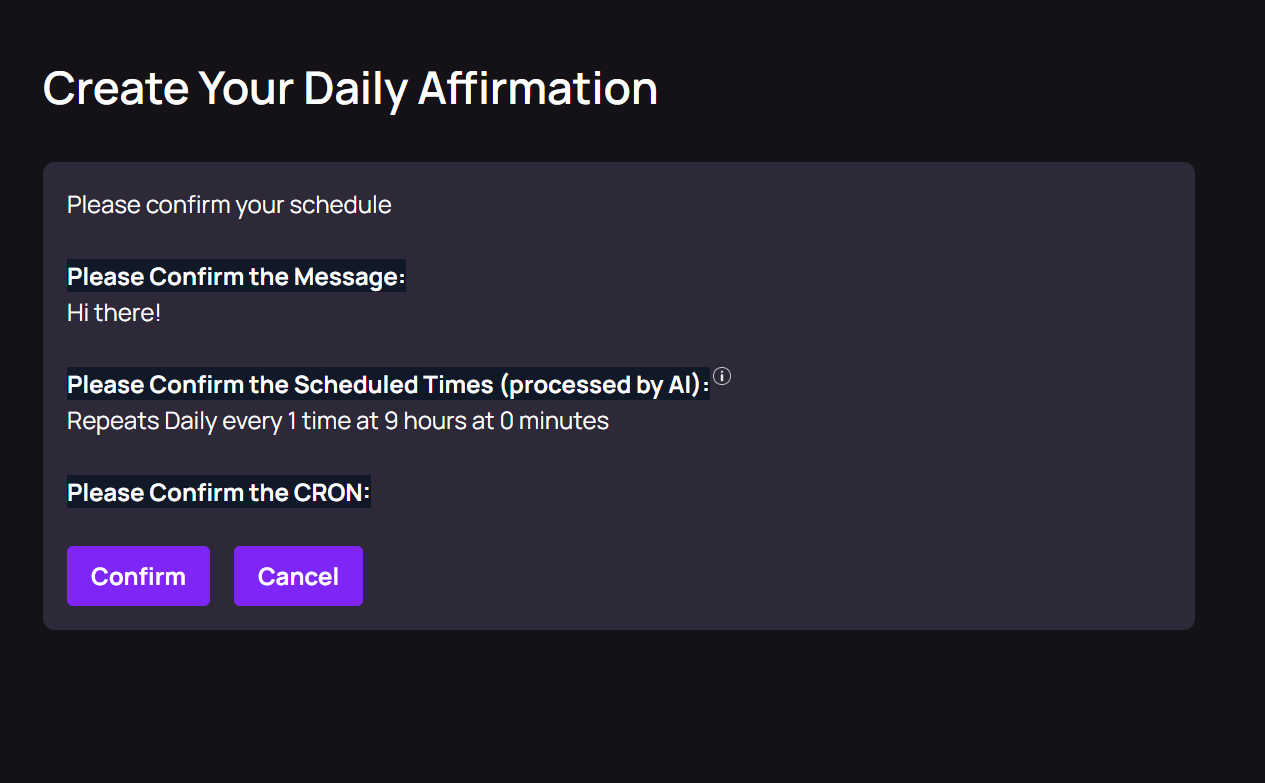 Create Your Daily Affirmation
Please confirm your schedule
Please Confirm the Message:
Hi there!
Please Confirm the Scheduled Times (processed by AI):
Repeats Daily every 1 time at 9 hours at 0 minutes
Please Confirm the CRON:
Confirm Cancel